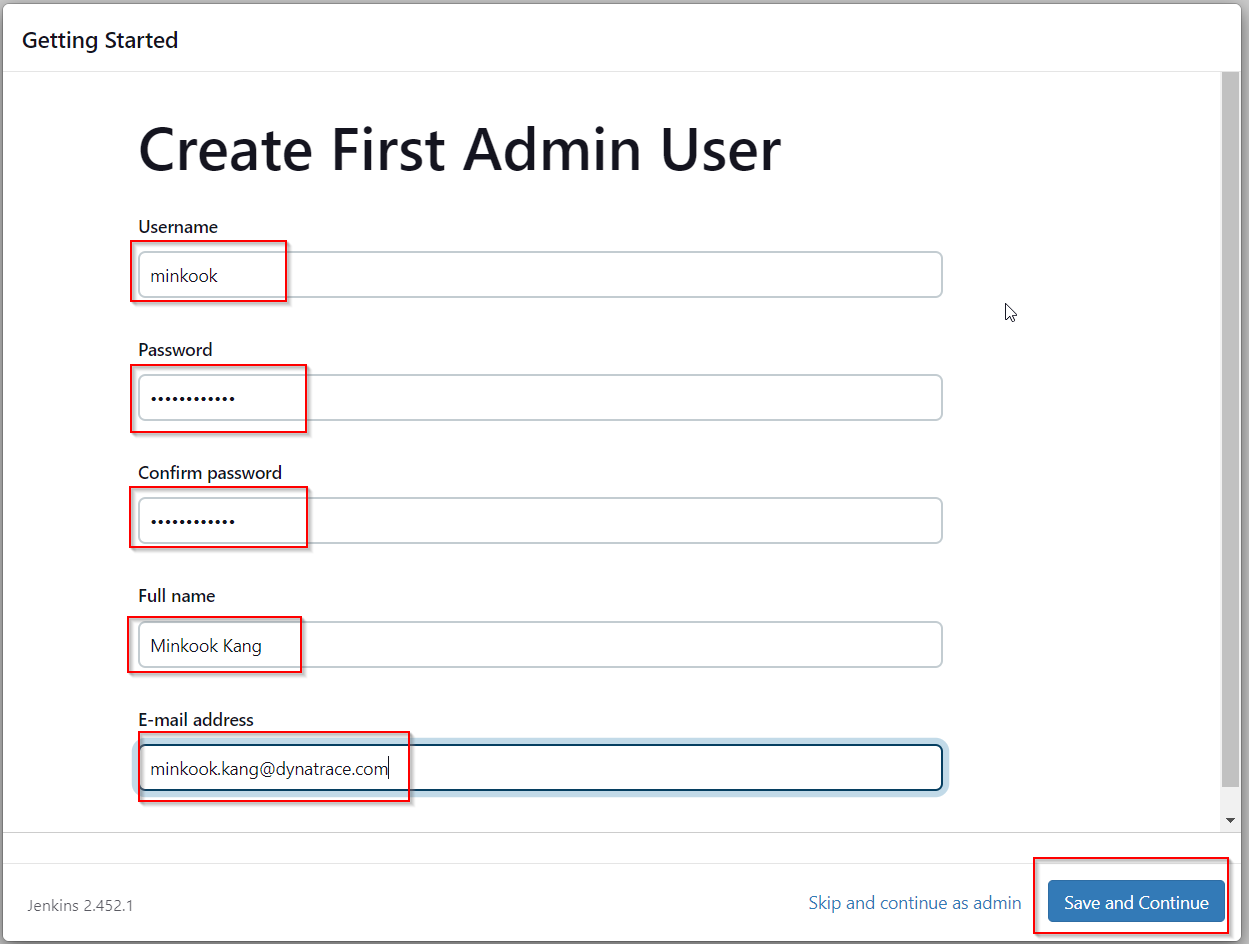 Getting Started
Create First Admin User
Username
minkook
Password
••••••••••••
Confirm password
••••••••••••
Full name
Minkook Kang
E-mail address
minkook.kang@dynatrace.com
Jenkins 2.452.1
Skip and continue as admin
Save and Continue